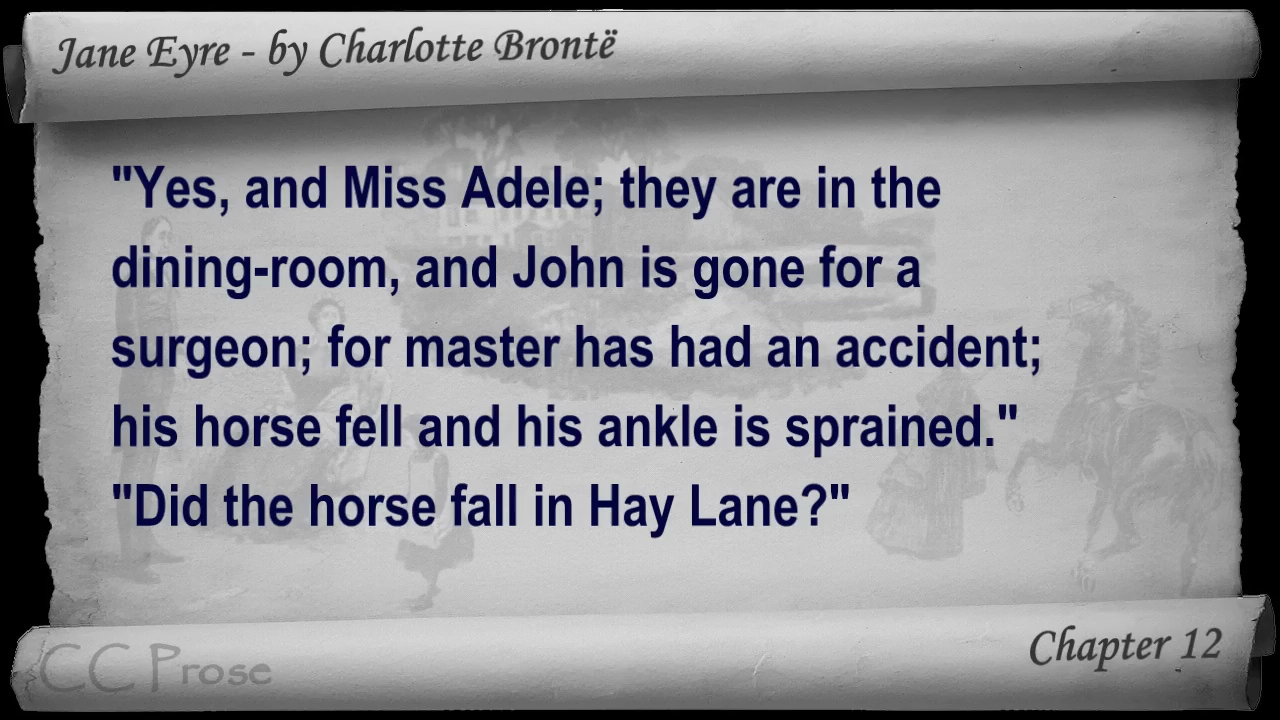 Jane Eyre - by Charlotte Brontë
"Yes, and Miss Adele; they are in the
dining-room, and John is gone for a
surgeon; for master has had an accident;
his horse fell and his ankle is sprained."
"Did the horse fall in Hay Lane?"
Chapter 12
CC Prose